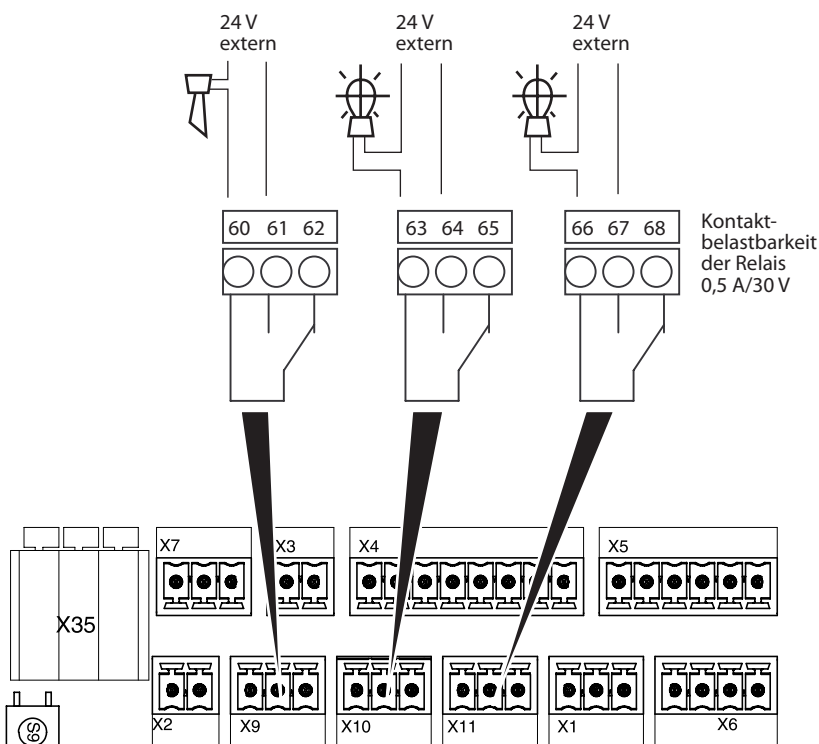 24 V
extern
24 V
extern
24 V
extern
60 61 62
63 64 65
66 67 68
Kontakt-
belastbarkeit
der Relais
0,5 A/30 V
X7
X3
X4
X5
X35
S9
X2
X9
X10
X11
X1
X6